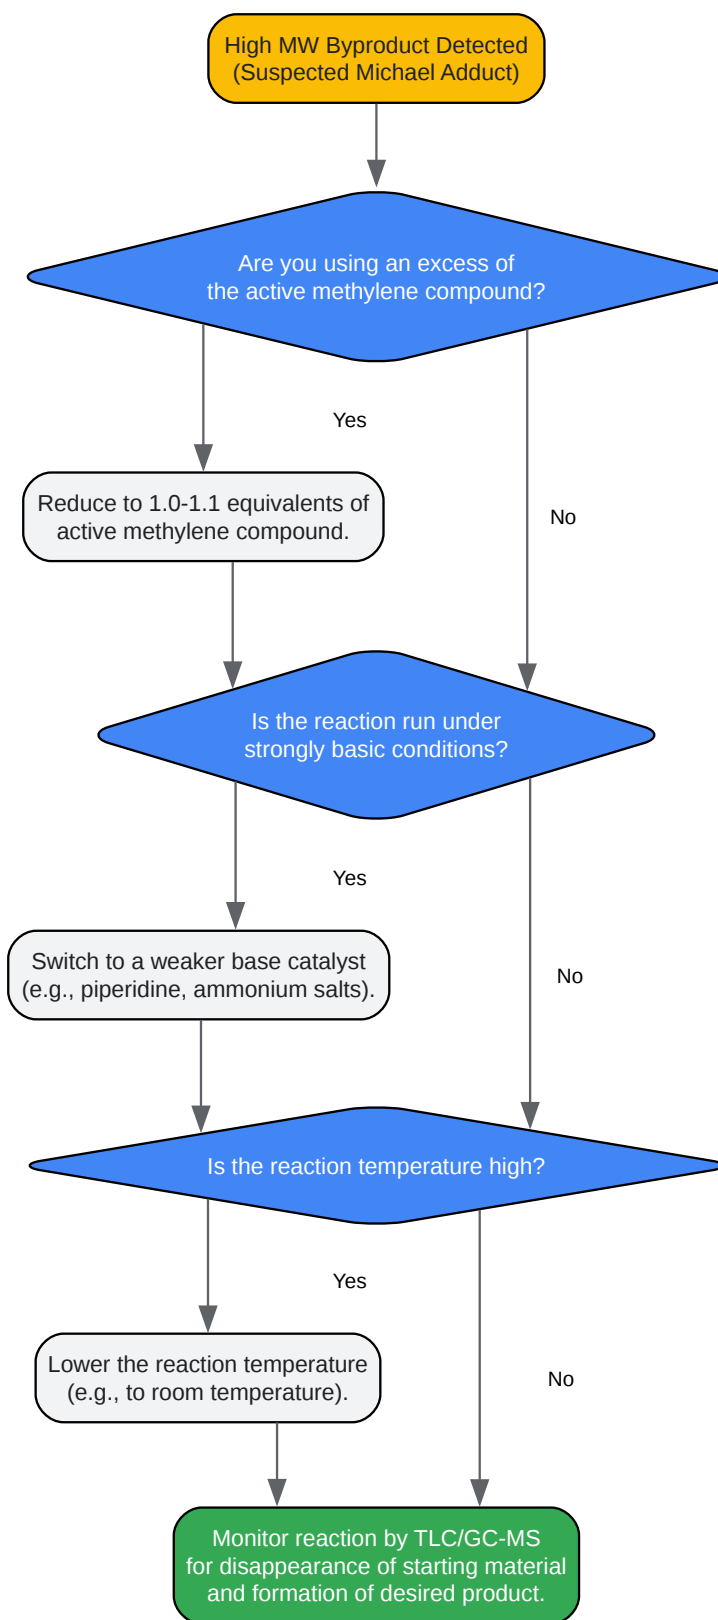 High MW Byproduct Detected
(Suspected Michael Adduct)
Are you using an excess of
the active methylene compound?
Yes
Reduce to 1.0-1.1 equivalents of
active methylene compound.
No
Is the reaction run under
strongly basic conditions?
Yes
Switch to a weaker base catalyst
(e.g., piperidine, ammonium salts).
No
Is the reaction temperature high?
Yes
Lower the reaction temperature
(e.g., to room temperature).
No
Monitor reaction by TLC/GC-MS
for disappearance of starting material
and formation of desired product.